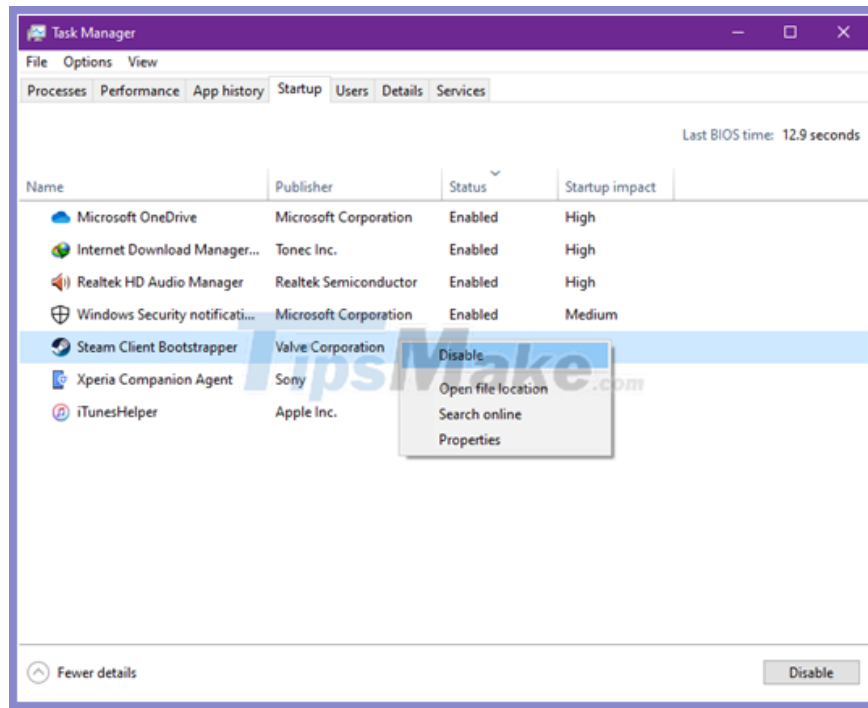 Task Manager
File Options View
Processes Performance App history Startup Users Details Services
Last BIOS time: 12.9 seconds
Name Publisher Status Startup impact
Microsoft OneDrive Microsoft Corporation Enabled High
Internet Download Manager... Tonec Inc. Enabled High
Realtek HD Audio Manager Realtek Semiconductor Enabled High
Windows Security notificati... Microsoft Corporation Enabled Medium
Steam Client Bootstrapper Valve Corporation
Disable
Xperia Companion Agent Sony
Open file location
iTunesHelper Apple Inc.
Search online
Properties
TipsMake.com
Fewer details Disable